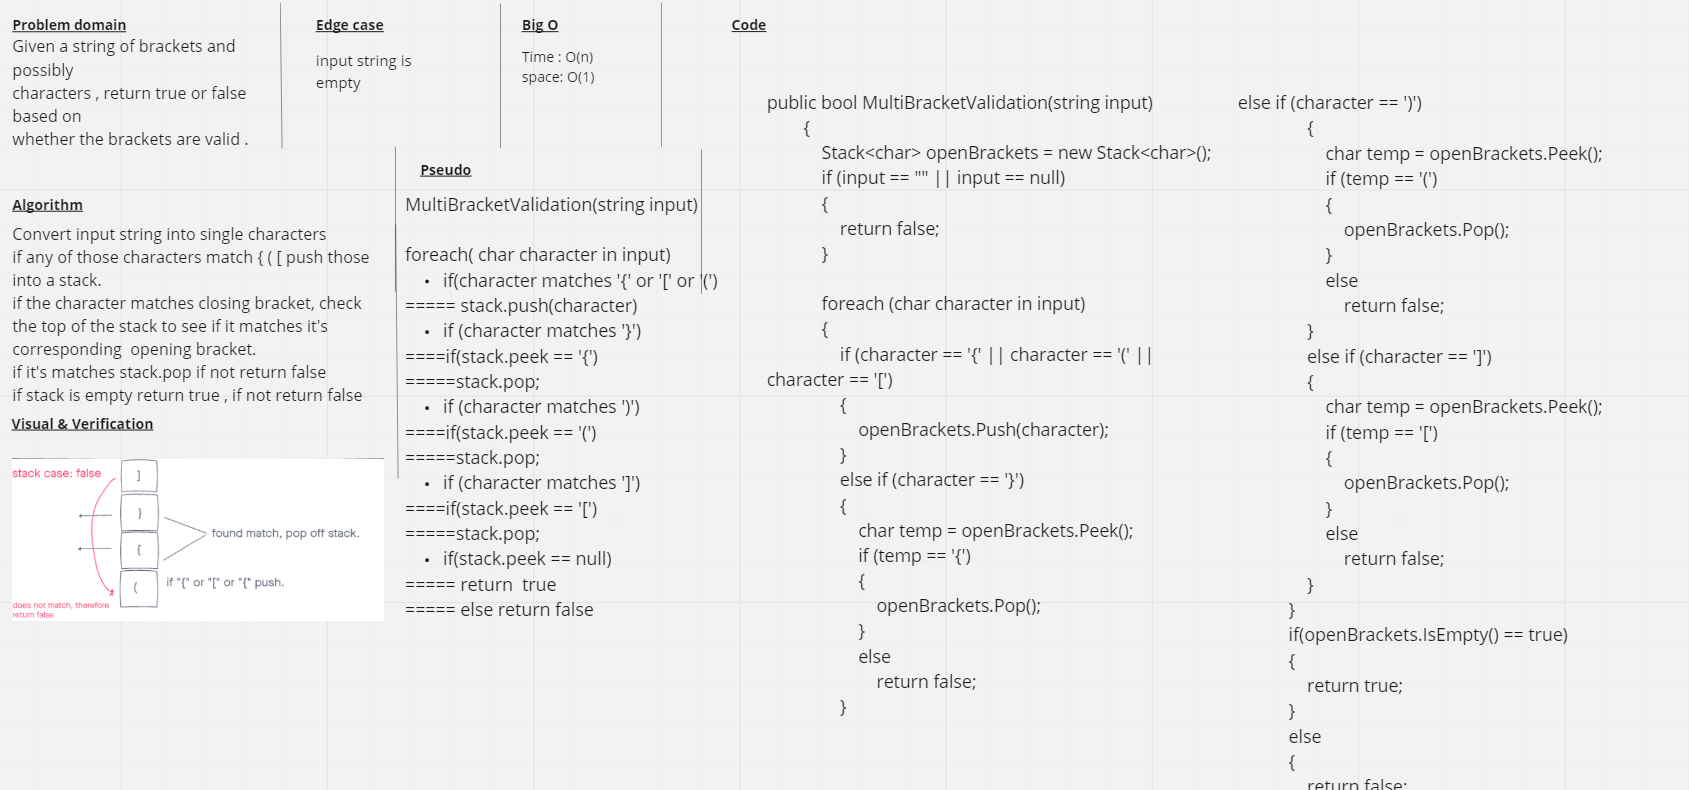 Problem domain
Given a string of brackets and
possibly
characters , return true or false
based on
whether the brackets are valid .
Edge case
input string is
empty
Big O
Time : O(n)
space: O(1)
Algorithm
Convert input string into single characters
if any of those characters match { ( [ push those
into a stack.
if the character matches closing bracket, check
the top of the stack to see if it matches it's
corresponding  opening bracket.
if it's matches stack.pop if not return false
if stack is empty return true , if not return false
Visual & Verification
stack case: false
]
}
{
(
found match, pop off stack.
if "{" or "[" or "{" push.
does not match, therefore
return false
Pseudo
MultiBracketValidation(string input)
foreach( char character in input)
• if(character matches '{' or '[' or '(')
===== stack.push(character)
• if (character matches '}')
====if(stack.peek == '{')
=====stack.pop;
• if (character matches ')')
====if(stack.peek == '(')
=====stack.pop;
• if (character matches ']')
====if(stack.peek == '[')
=====stack.pop;
• if(stack.peek == null)
===== return  true
===== else return false
Code
public bool MultiBracketValidation(string input)
{
Stack<char> openBrackets = new Stack<char>();
if (input == "" || input == null)
{
return false;
}
foreach (char character in input)
{
if (character == '{' || character == '(' ||
character == '[')
{
openBrackets.Push(character);
}
else if (character == '}')
{
char temp = openBrackets.Peek();
if (temp == '{')
{
openBrackets.Pop();
}
else
return false;
}
else if (character == ')')
{
char temp = openBrackets.Peek();
if (temp == '(')
{
openBrackets.Pop();
}
else
return false;
}
else if (character == ']')
{
char temp = openBrackets.Peek();
if (temp == '[')
{
openBrackets.Pop();
}
else
return false;
}
}
if(openBrackets.IsEmpty() == true)
{
return true;
}
else
{
return false;